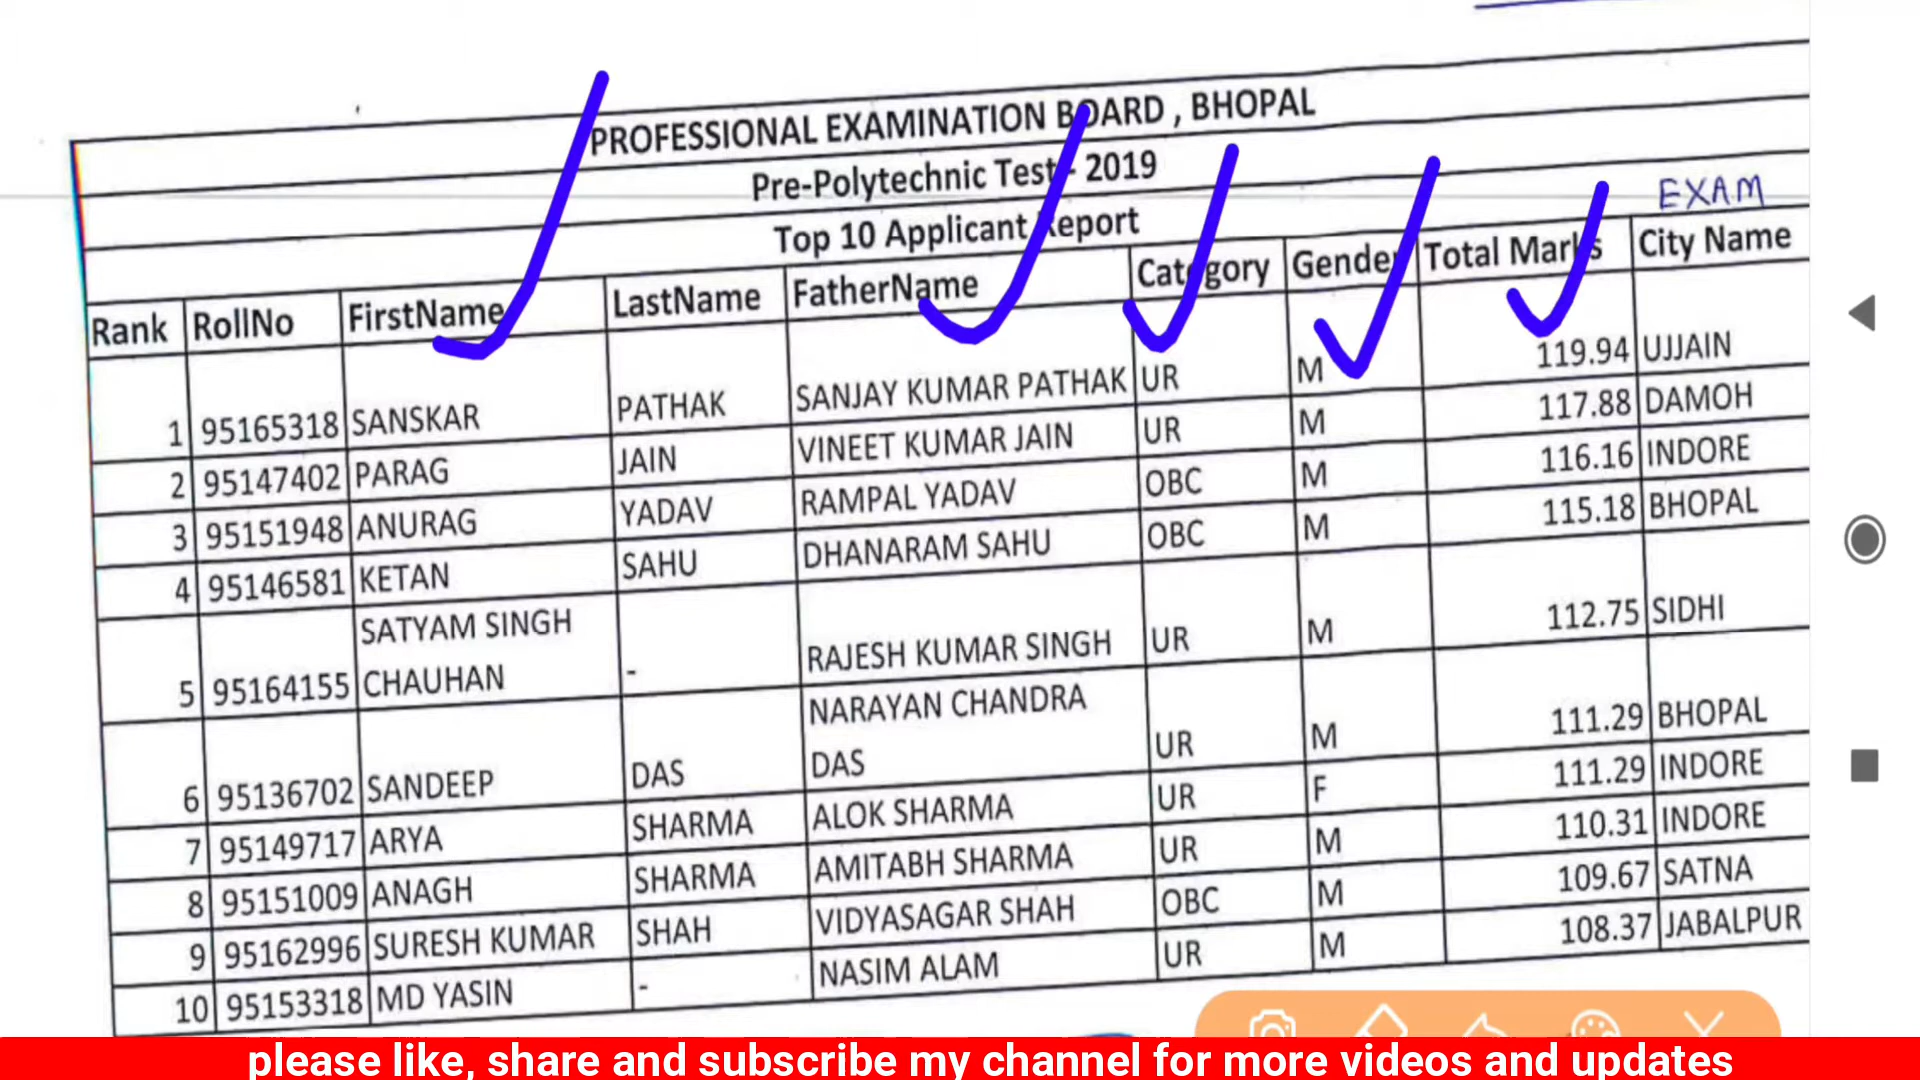 PROFESSIONAL EXAMINATION BOARD , BHOPAL
Pre-Polytechnic Test - 2019
Top 10 Applicant Report
EXAM
Rank RollNo FirstName LastName FatherName Category Gender Total Marks City Name
1 95165318 SANSKAR PATHAK SANJAY KUMAR PATHAK UR M 119.94 UJJAIN
2 95147402 PARAG JAIN VINEET KUMAR JAIN UR M 117.88 DAMOH
3 95151948 ANURAG YADAV RAMPAL YADAV OBC M 116.16 INDORE
4 95146581 KETAN SAHU DHANARAM SAHU OBC M 115.18 BHOPAL
SATYAM SINGH
5 95164155 CHAUHAN - RAJESH KUMAR SINGH UR M 112.75 SIDHI
NARAYAN CHANDRA
6 95136702 SANDEEP DAS DAS UR M 111.29 BHOPAL
7 95149717 ARYA SHARMA ALOK SHARMA UR F 111.29 INDORE
8 95151009 ANAGH SHARMA AMITABH SHARMA UR M 110.31 INDORE
9 95162996 SURESH KUMAR SHAH VIDYASAGAR SHAH OBC M 109.67 SATNA
10 95153318 MD YASIN - NASIM ALAM UR M 108.37 JABALPUR
please like, share and subscribe my channel for more videos and updates